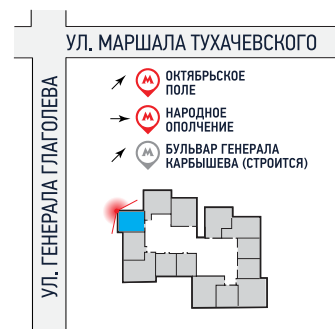 УЛ. МАРШАЛА ТУХАЧЕВСКОГО
М ОКТЯБРЬСКОЕ
ПОЛЕ
М НАРОДНОЕ
ОПОЛЧЕНИЕ
М БУЛЬВАР ГЕНЕРАЛА
КАРБЫШЕВА (СТРОИТСЯ)
УЛ. ГЕНЕРАЛА ГЛАГОЛЕВА